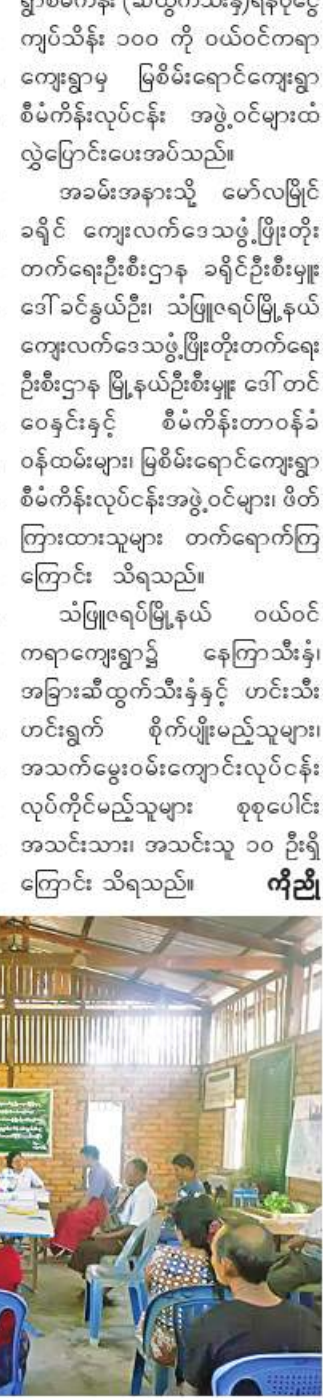 ရွာစီမံကိန်း (ဆီထွက်သီးနှံ)ရန်ပုံငွေ
ကျပ်သိန်း ၁၀၀ ကို ဝယ်ဝင်ကရာ
ကျေးရွာမှ မြစိမ်းရောင်ကျေးရွာ
စီမံကိန်းလုပ်ငန်း အဖွဲ့ဝင်များထံ
လွှဲပြောင်းပေးအပ်သည်။
အခမ်းအနားသို့ မော်လမြိုင်
ခရိုင် ကျေးလက်ဒေသဖွံ့ဖြိုးတိုး
တက်ရေးဦးစီးဌာန ခရိုင်ဦးစီးမှူး
ဒေါ်ခင်နွယ်ဦး၊ သံဖြူဇရပ်မြို့နယ်
ကျေးလက်ဒေသဖွံ့ဖြိုးတိုးတက်ရေး
ဦးစီးဌာန မြို့နယ်ဦးစီးမှူး ဒေါ်တင်
ဝေနှင်းနှင့် စီမံကိန်းတာဝန်ခံ
ဝန်ထမ်းများ၊ မြစိမ်းရောင်ကျေးရွာ
စီမံကိန်းလုပ်ငန်းအဖွဲ့ဝင်များ၊ ဖိတ်
ကြားထားသူများ တက်ရောက်ကြ
ကြောင်း သိရသည်။
သံဖြူဇရပ်မြို့နယ် ဝယ်ဝင်
ကရာကျေးရွာ၌ နေကြာသီးနှံ၊
အခြားဆီထွက်သီးနှံနှင့် ဟင်းသီး
ဟင်းရွက် စိုက်ပျိုးမည့်သူများ၊
အသက်မွေးဝမ်းကျောင်းလုပ်ငန်း
လုပ်ကိုင်မည့်သူများ စုစုပေါင်း
အသင်းသား၊ အသင်းသူ ၁၀ ဦးရှိ
ကြောင်း သိရသည်။ ကိုညို